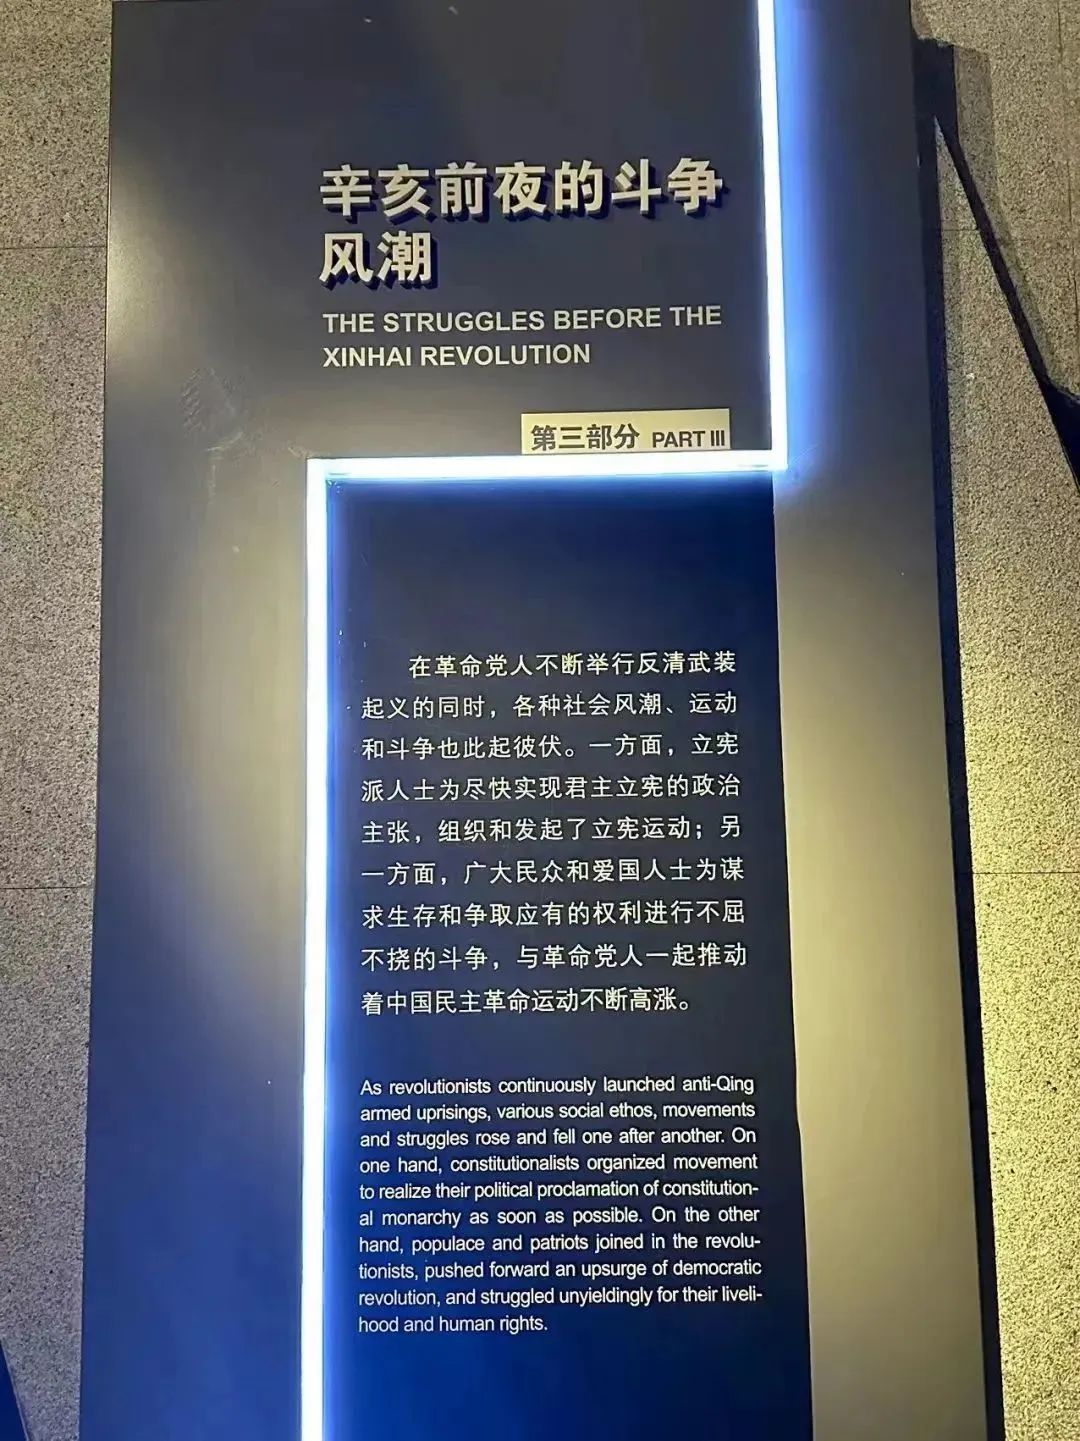 辛亥前夜的斗争
风潮
THE STRUGGLES BEFORE THE
XINHAI REVOLUTION
第三部分 PART III
在革命党人不断举行反清武装
起义的同时，各种社会风潮、运动
和斗争也此起彼伏。一方面，立宪
派人士为尽快实现君主立宪的政治
主张，组织和发起了立宪运动；另
一方面，广大民众和爱国人士为谋
求生存和争取应有的权利进行不屈
不挠的斗争，与革命党人一起推动
着中国民主革命运动不断高涨。
As revolutionists continuously launched anti-Qing
armed uprisings, various social ethos, movements
and struggles rose and fell one after another. On
one hand, constitutionalists organized movement
to realize their political proclamation of constitution-
al monarchy as soon as possible. On the other
hand, populace and patriots joined in the revolu-
tionists, pushed forward an upsurge of democratic
revolution, and struggled unyieldingly for their liveli-
hood and human rights.